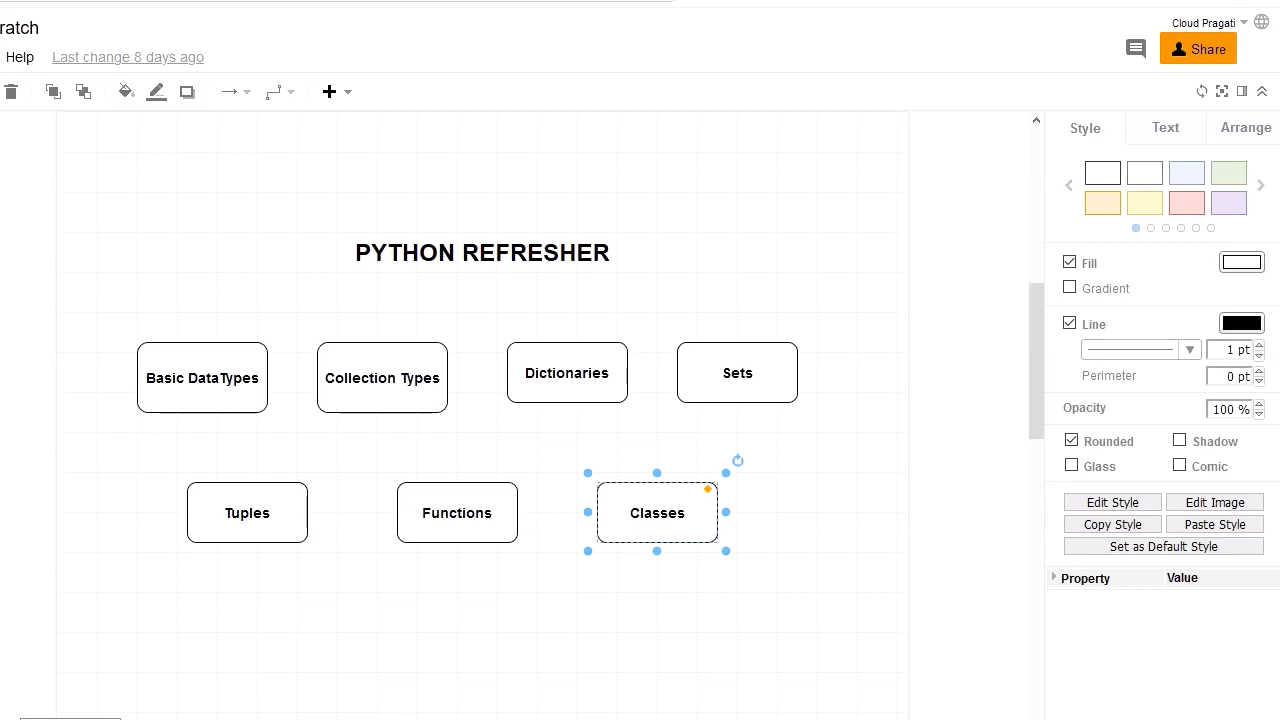 ratch
Cloud Pragati
Help Last change 8 days ago
Share
Style Text Arrange
PYTHON REFRESHER
Fill
Gradient
Line
1 pt
Perimeter 0 pt
Opacity 100 %
Rounded Shadow
Glass Comic
Edit Style Edit Image
Copy Style Paste Style
Set as Default Style
Property Value
Basic DataTypes Collection Types Dictionaries Sets
Tuples Functions Classes